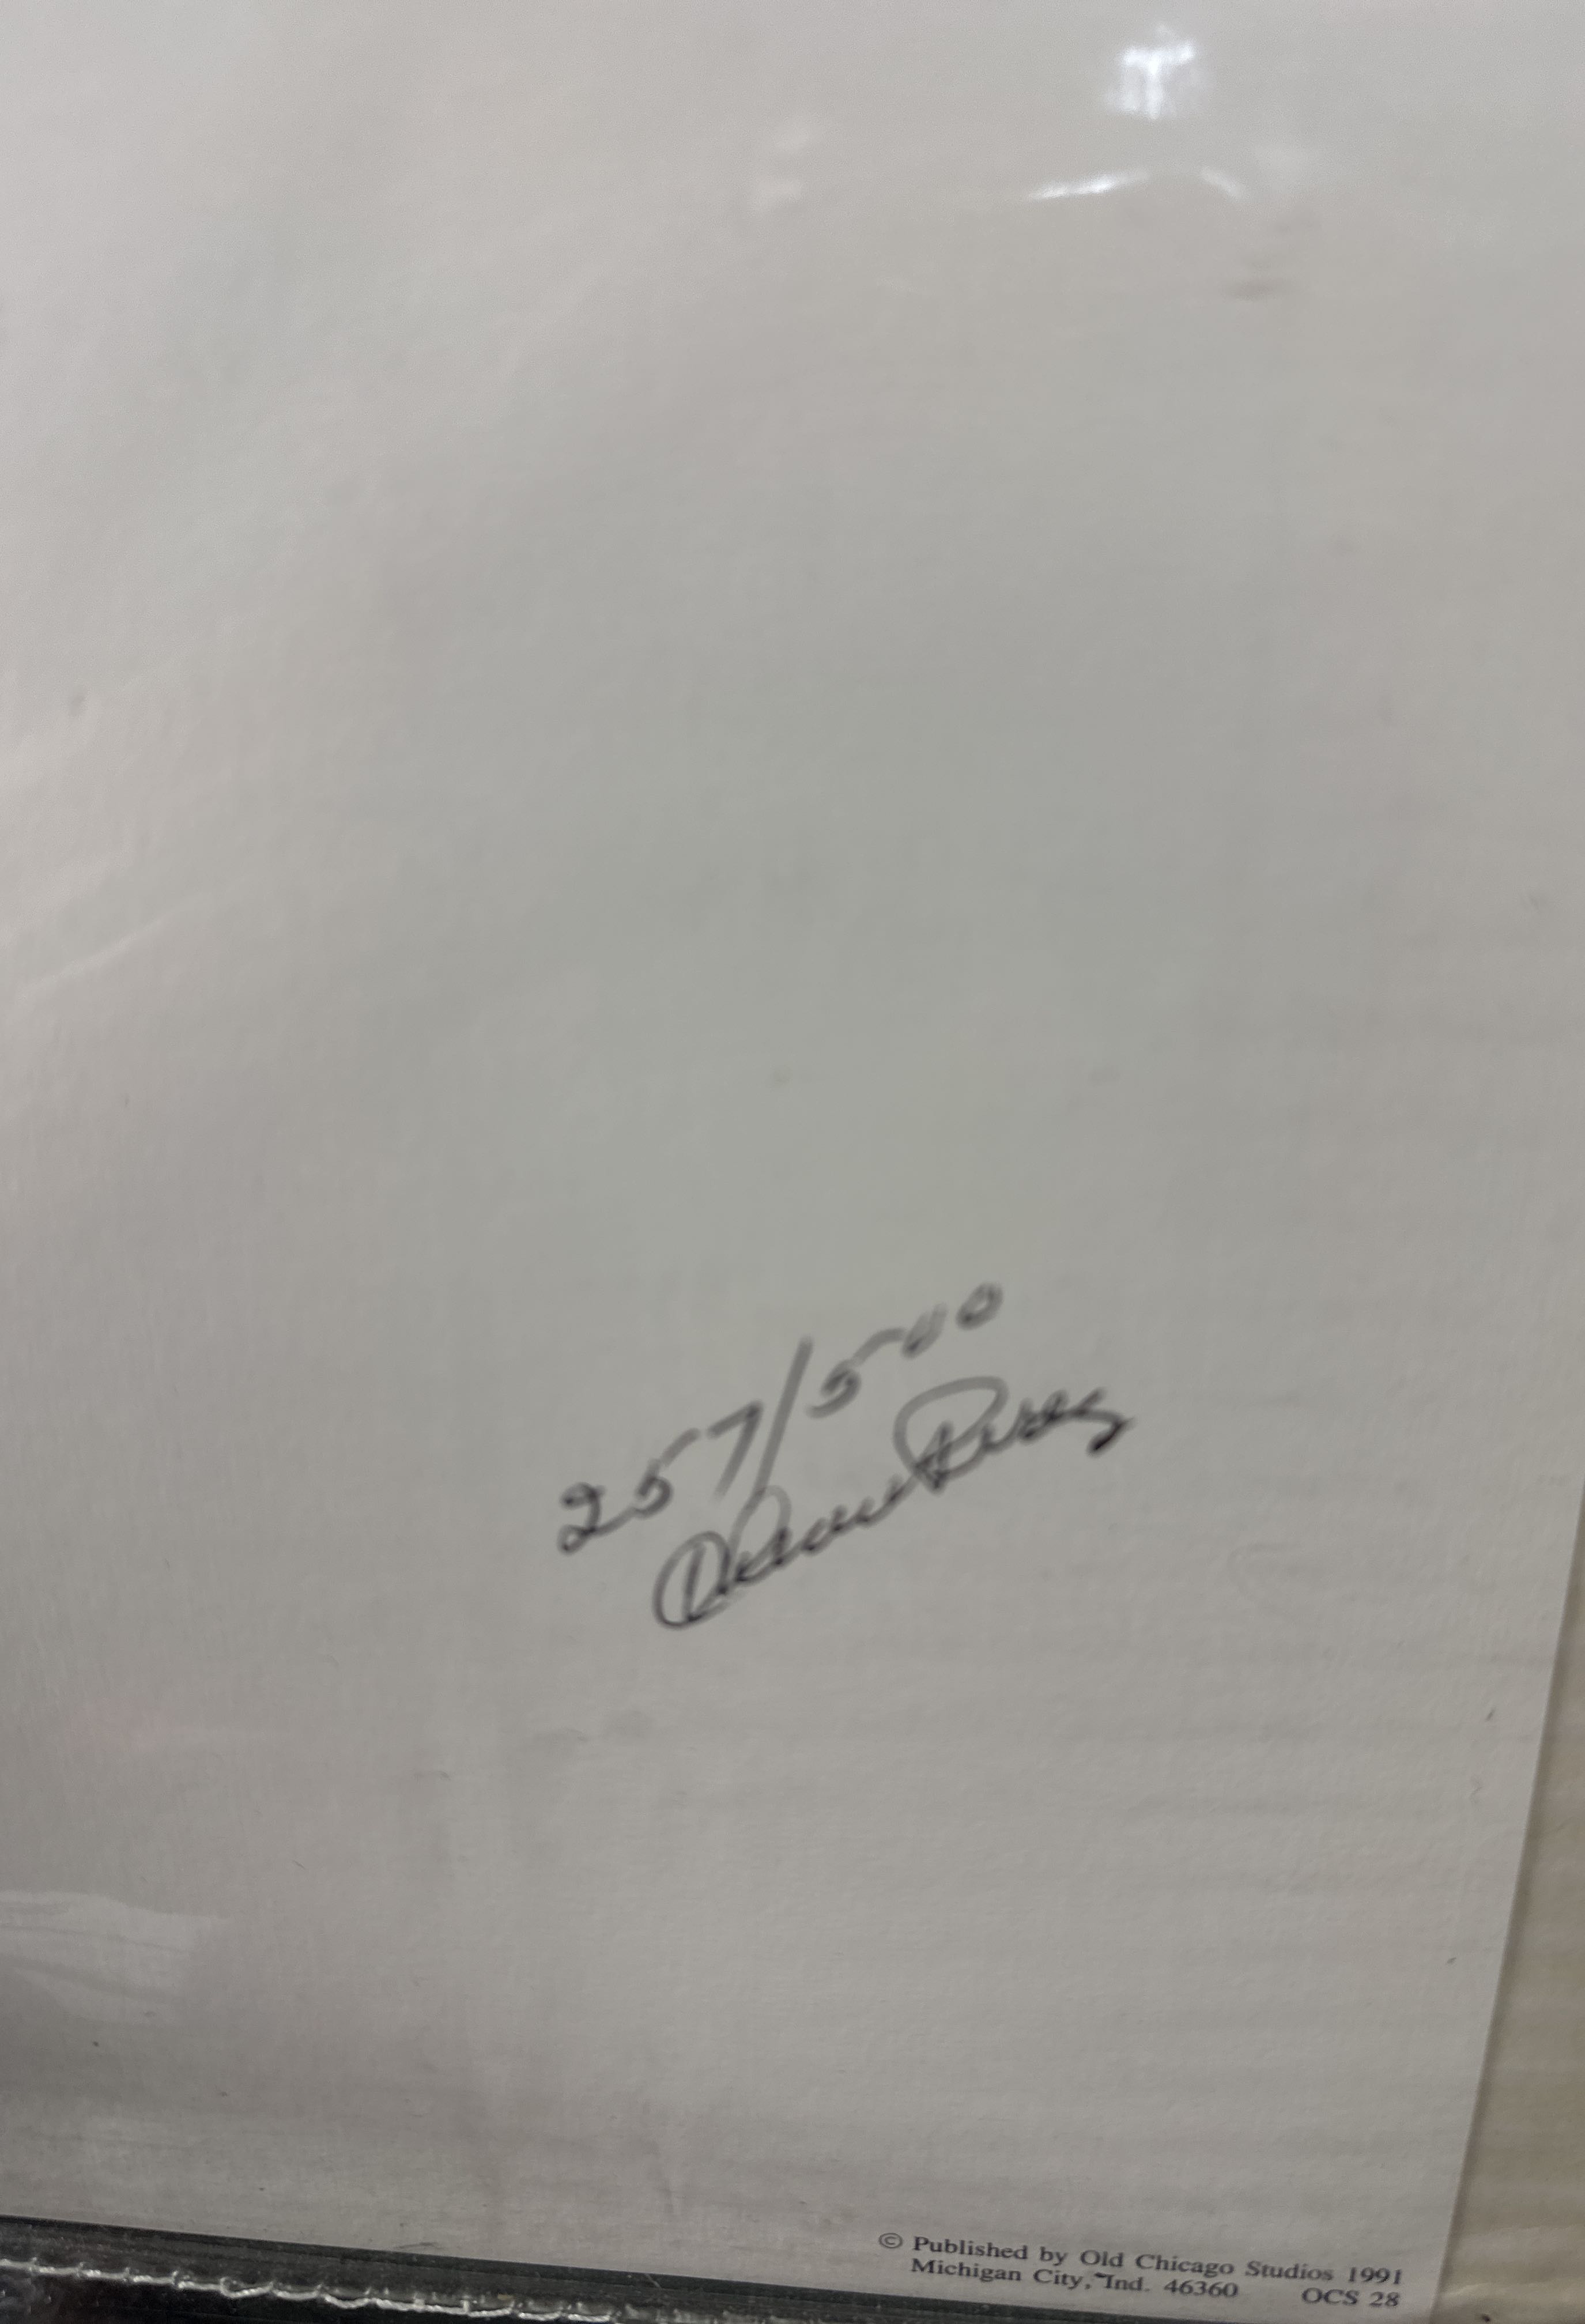 257/500
© Published by Old Chicago Studios 1991
Michigan City, Ind. 46360 OCS 28